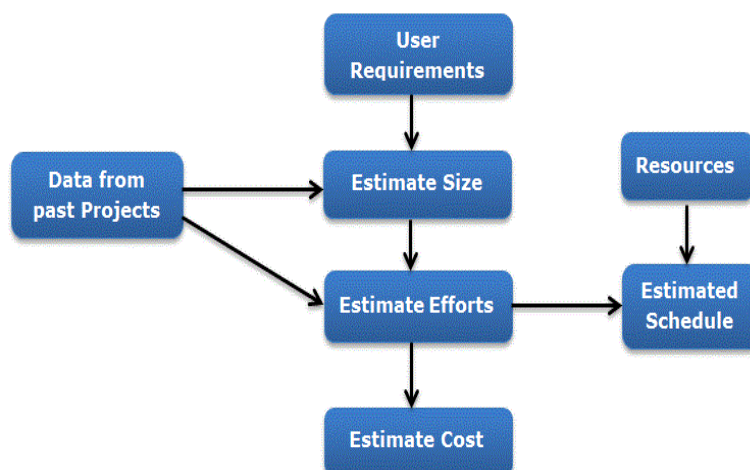 User
Requirements
Data from
past Projects
Estimate Size
Resources
Estimate Efforts
Estimated
Schedule
Estimate Cost